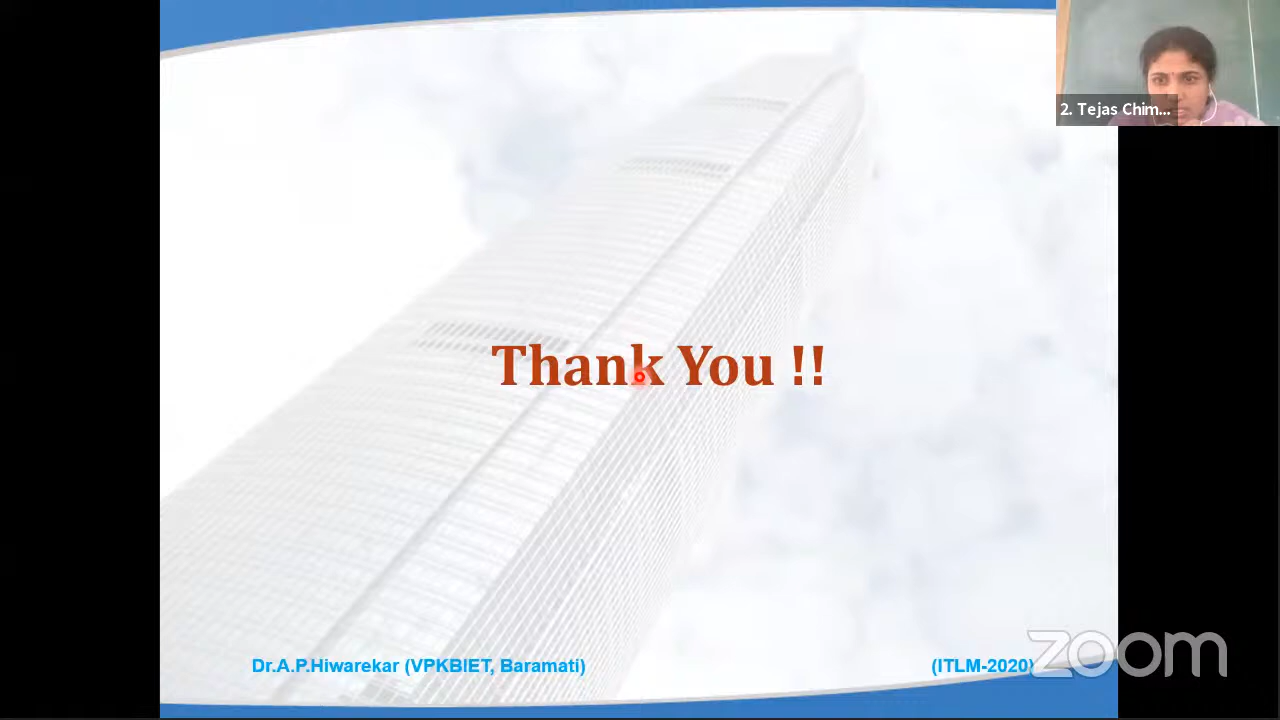 2. Tejas Chim...
Thank You !!
Dr.A.P.Hiwarekar (VPKBIET, Baramati)
(ITLM-2020)
zoom